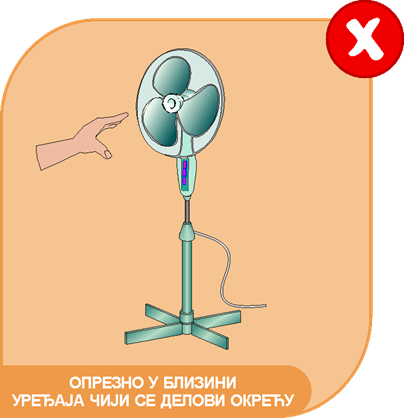 ОПРЕЗНО У БЛИЗИНИ
УРЕЂАЈА ЧИЈИ СЕ ДЕЛОВИ ОКРЕЋУ